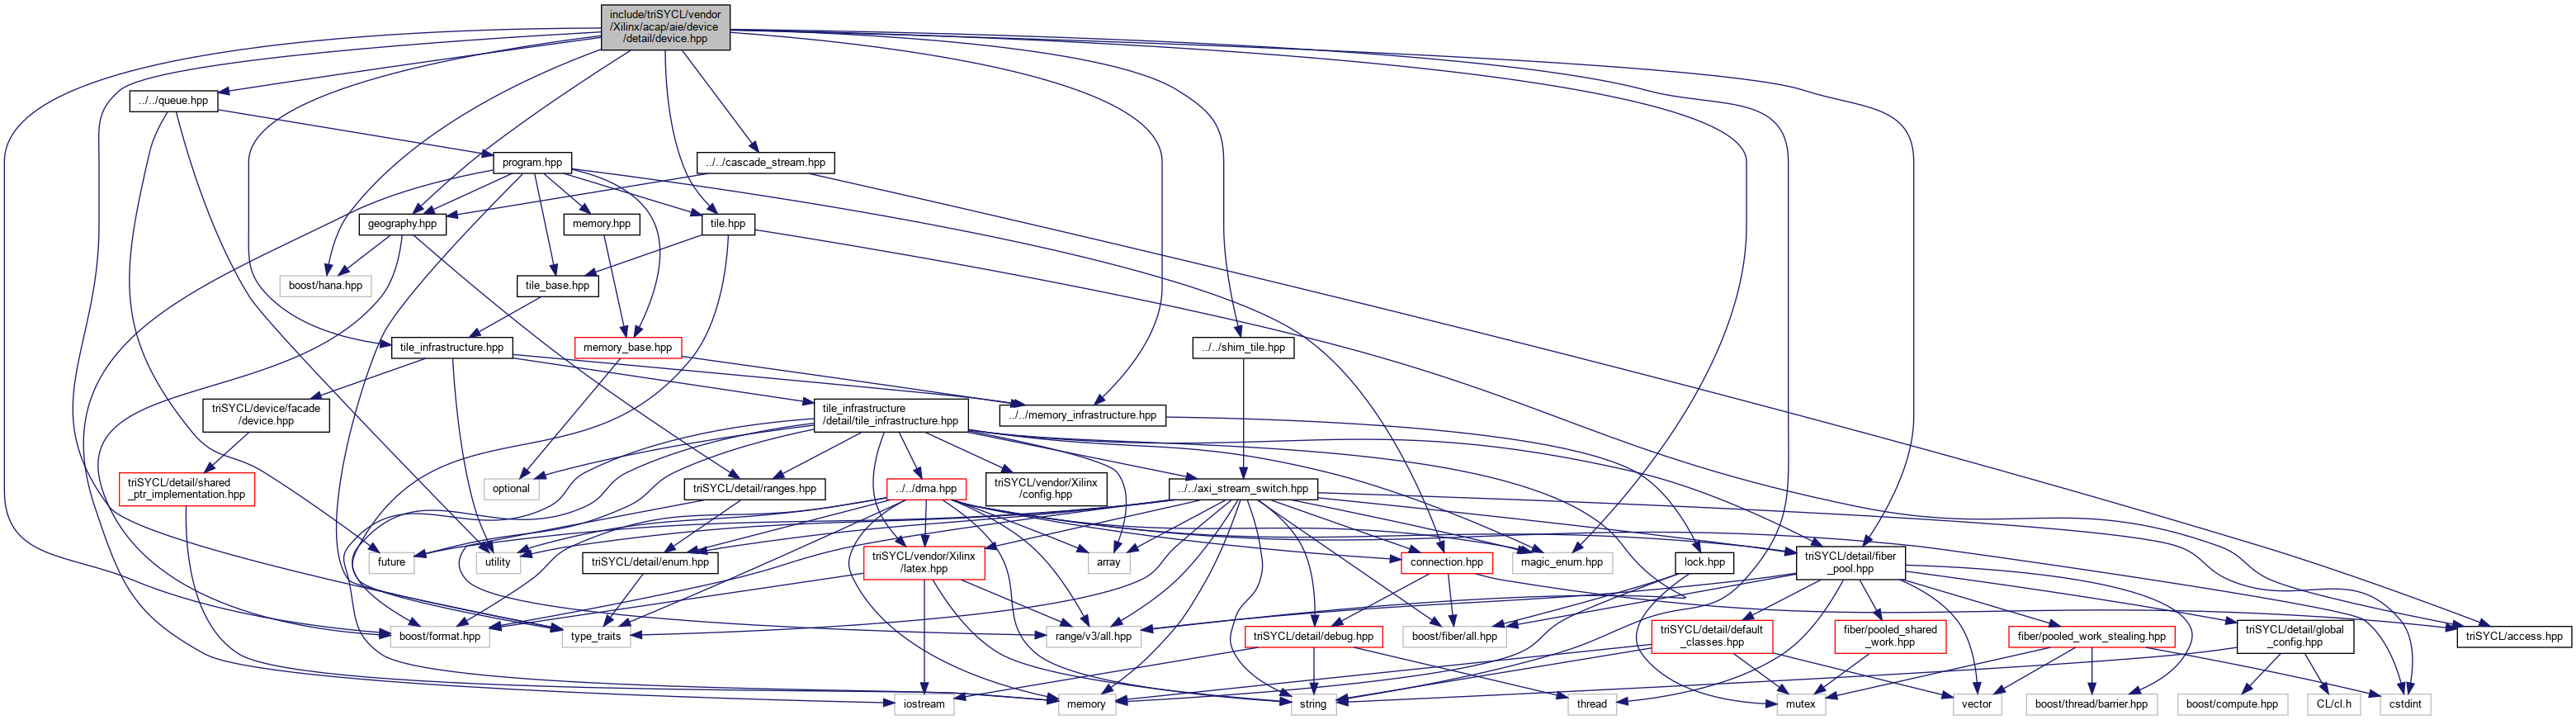 include/triSYCL/vendor
/Xilinx/acap/aie/device
/detail/device.hpp
../../queue.hpp
program.hpp
../../cascade_stream.hpp
geography.hpp
memory.hpp
tile.hpp
boost/hana.hpp
tile_base.hpp
tile_infrastructure.hpp
memory_base.hpp
../../shim_tile.hpp
triSYCL/device/facade
/device.hpp
tile_infrastructure
/detail/tile_infrastructure.hpp
../../memory_infrastructure.hpp
triSYCL/detail/shared
_ptr_implementation.hpp
optional
triSYCL/detail/ranges.hpp
../../dma.hpp
triSYCL/vendor/Xilinx
/config.hpp
../../axi_stream_switch.hpp
future
utility
triSYCL/detail/enum.hpp
triSYCL/vendor/Xilinx
/latex.hpp
array
connection.hpp
magic_enum.hpp
lock.hpp
triSYCL/detail/fiber
_pool.hpp
boost/format.hpp
type_traits
range/v3/all.hpp
triSYCL/detail/debug.hpp
boost/fiber/all.hpp
triSYCL/detail/default
_classes.hpp
fiber/pooled_shared
_work.hpp
fiber/pooled_work_stealing.hpp
triSYCL/detail/global
_config.hpp
triSYCL/access.hpp
iostream
memory
string
thread
mutex
vector
boost/thread/barrier.hpp
boost/compute.hpp
CL/cl.h
cstdint